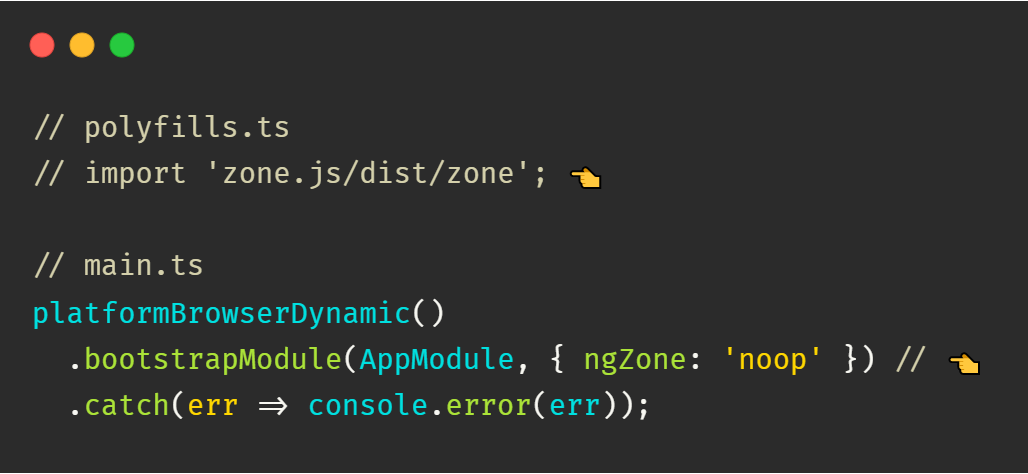 // polyfills.ts
// import 'zone.js/dist/zone'; 👈
// main.ts
platformBrowserDynamic()
.bootstrapModule(AppModule, { ngZone: 'noop' }) // 👈
.catch(err => console.error(err));